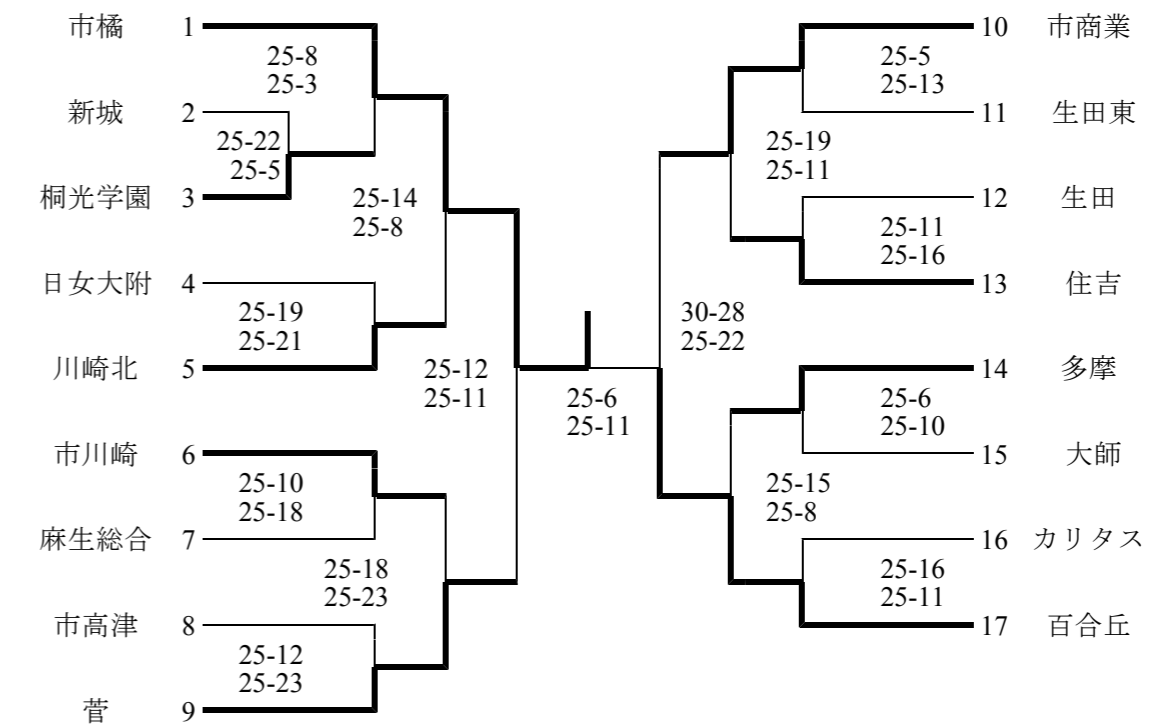 市橘 1
25-8
25-3
新城 2
25-22
25-5
桐光学園 3
25-14
25-8
日女大附 4
25-19
25-21
川崎北 5
25-12
25-11
市川崎 6
25-10
25-18
麻生総合 7
25-18
25-23
市高津 8
25-12
25-23
菅 9
25-6
25-11
10 市商業
25-5
25-13
11 生田東
25-19
25-11
12 生田
25-11
25-16
13 住吉
30-28
25-22
14 多摩
25-6
25-10
15 大師
25-15
25-8
16 カリタス
25-16
25-11
17 百合丘